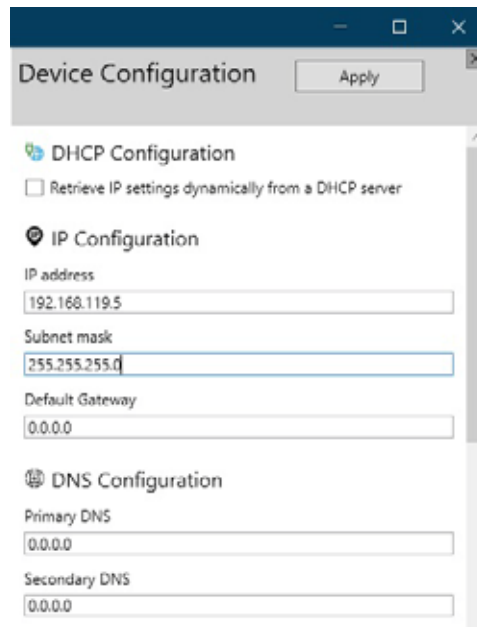 Device Configuration
Apply
DHCP Configuration
Retrieve IP settings dynamically from a DHCP server
IP Configuration
IP address
192.168.119.5
Subnet mask
255.255.255.0
Default Gateway
0.0.0.0
DNS Configuration
Primary DNS
0.0.0.0
Secondary DNS
0.0.0.0